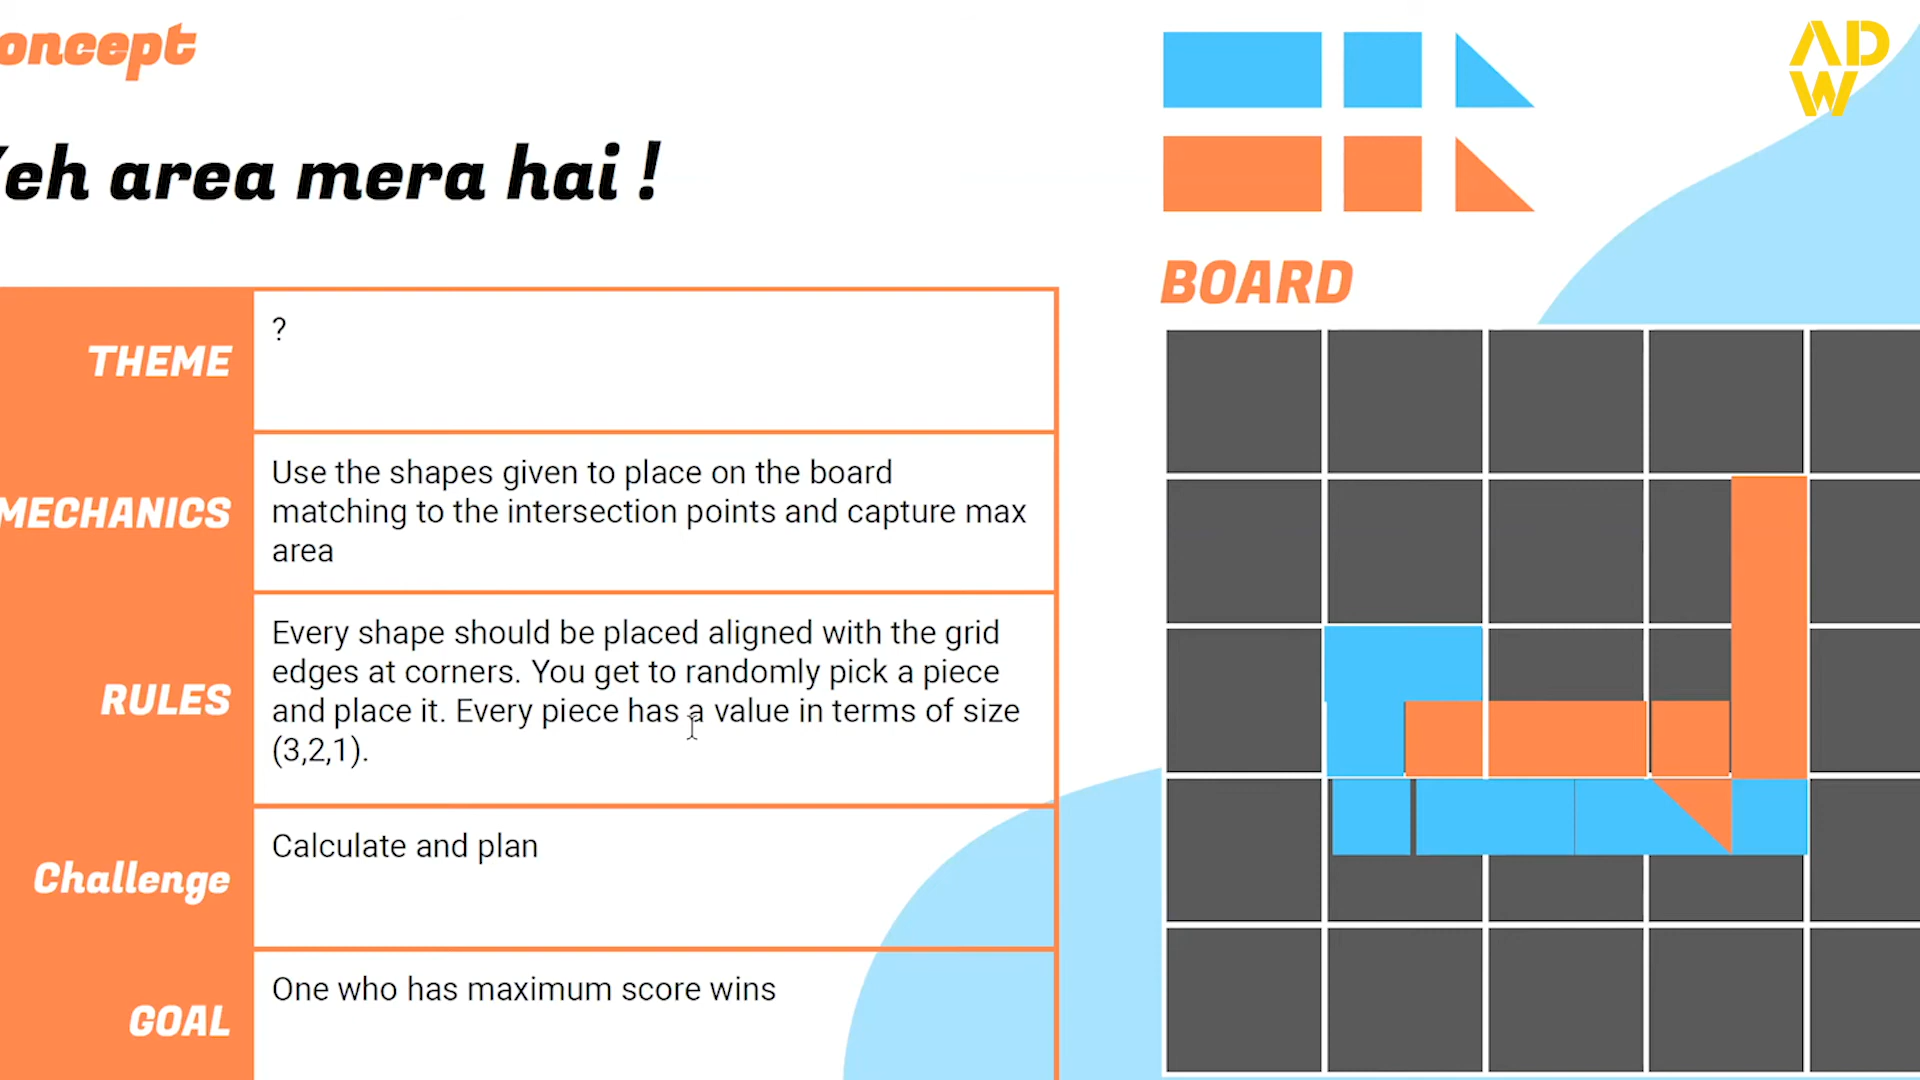 oncept
Yeh area mera hai !
THEME
?
MECHANICS
Use the shapes given to place on the board
matching to the intersection points and capture max
area
RULES
Every shape should be placed aligned with the grid
edges at corners. You get to randomly pick a piece
and place it. Every piece has a value in terms of size
(3,2,1).
Challenge
Calculate and plan
GOAL
One who has maximum score wins
BOARD
AD
W